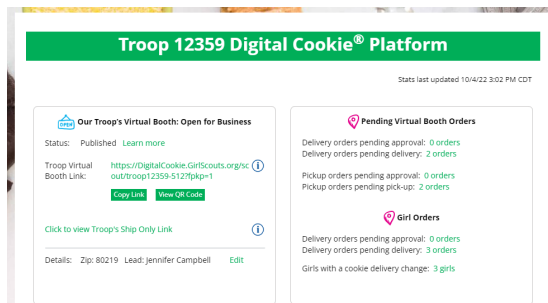 Troop 12359 Digital Cookie® Platform
Stats last updated 10/4/22 3:02 PM CDT
OPEN Our Troop's Virtual Booth: Open for Business
Status: Published Learn more
Troop Virtual Booth Link: https://DigitalCookie.GirlScouts.org/sc
out/troop12359-512?fpkp=1
Copy Link View QR Code
Click to view Troop's Ship Only Link
Details: Zip: 80219 Lead: Jennifer Campbell Edit
Pending Virtual Booth Orders
Delivery orders pending approval: 0 orders
Delivery orders pending delivery: 2 orders
Pickup orders pending approval: 0 orders
Pickup orders pending pick-up: 2 orders
Girl Orders
Delivery orders pending approval: 0 orders
Delivery orders pending delivery: 3 orders
Girls with a cookie delivery change: 3 girls